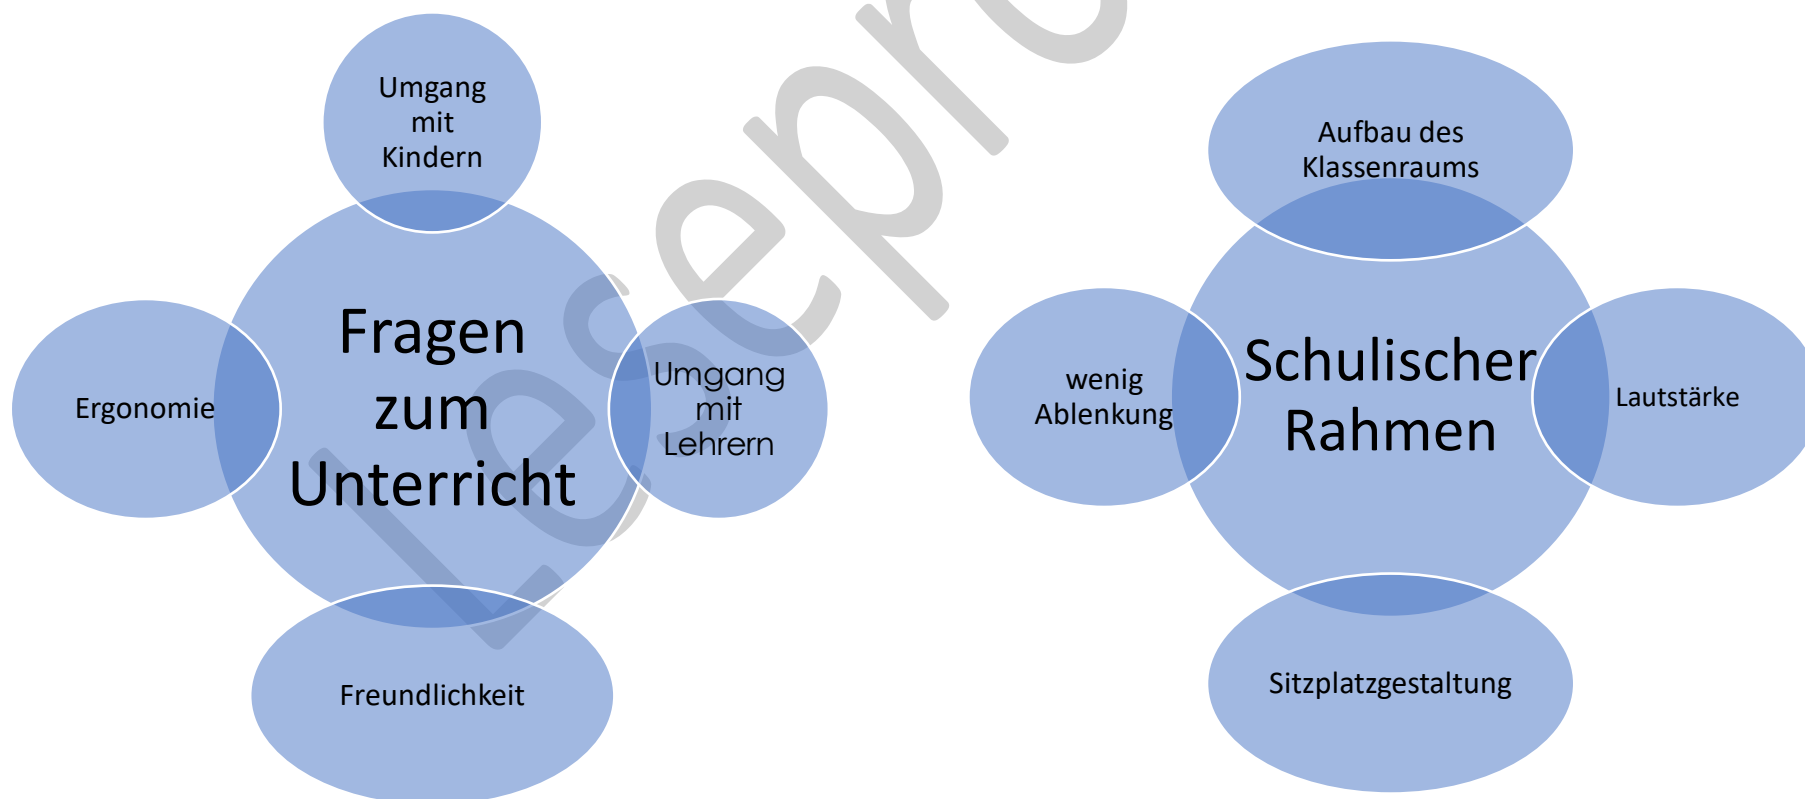 Umgang
mit
Kindern
Fragen
zum
Unterricht
Umgang
mit
Lehrern
Ergonomie
Freundlichkeit
Aufbau des
Klassenraums
Schulischer
Rahmen
wenig
Ablenkung
Lautstärke
Sitzplatzgestaltung
Lesepro